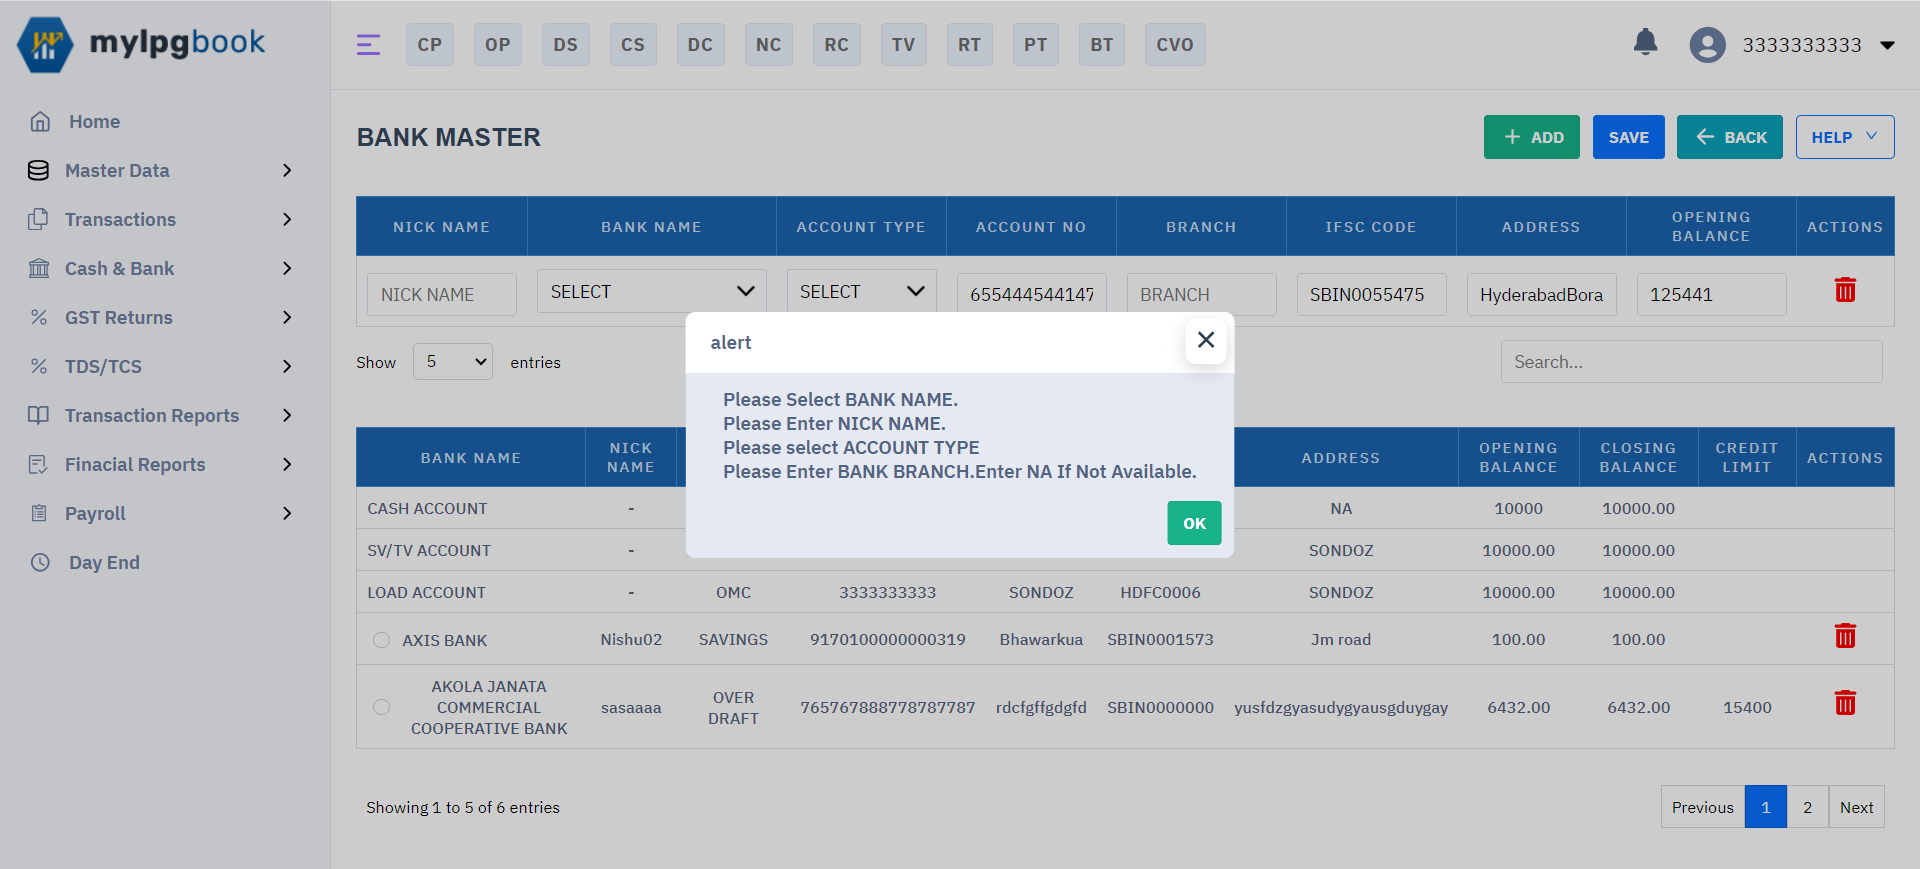 mylpgbook
CP OP DS CS DC NC RC TV RT PT BT CVO
3333333333
Home
Master Data
Transactions
Cash & Bank
GST Returns
TDS/TCS
Transaction Reports
Finacial Reports
Payroll
Day End
BANK MASTER
ADD SAVE BACK HELP
NICK NAME BANK NAME ACCOUNT TYPE ACCOUNT NO BRANCH IFSC CODE ADDRESS OPENING BALANCE ACTIONS
NICK NAME SELECT SELECT 655444544147 BRANCH SBIN0055475 HyderabadBora 125441
Show 5 entries
Search...
alert
Please Select BANK NAME.
Please Enter NICK NAME.
Please select ACCOUNT TYPE
Please Enter BANK BRANCH.Enter NA If Not Available.
OK
BANK NAME NICK NAME ADDRESS OPENING BALANCE CLOSING BALANCE CREDIT LIMIT ACTIONS
CASH ACCOUNT - NA 10000 10000.00
SV/TV ACCOUNT - SONDOZ 10000.00 10000.00
LOAD ACCOUNT - OMC 3333333333 SONDOZ HDFC0006 SONDOZ 10000.00 10000.00
AXIS BANK Nishu02 SAVINGS 9170100000000319 Bhawarkua SBIN0001573 Jm road 100.00 100.00
AKOLA JANATA COMMERCIAL COOPERATIVE BANK sasaaaa OVER DRAFT 765767888778787787 rdcfgffgdgfd SBIN0000000 yusfdzgyasudygyausgduygay 6432.00 6432.00 15400
Showing 1 to 5 of 6 entries
Previous 1 2 Next